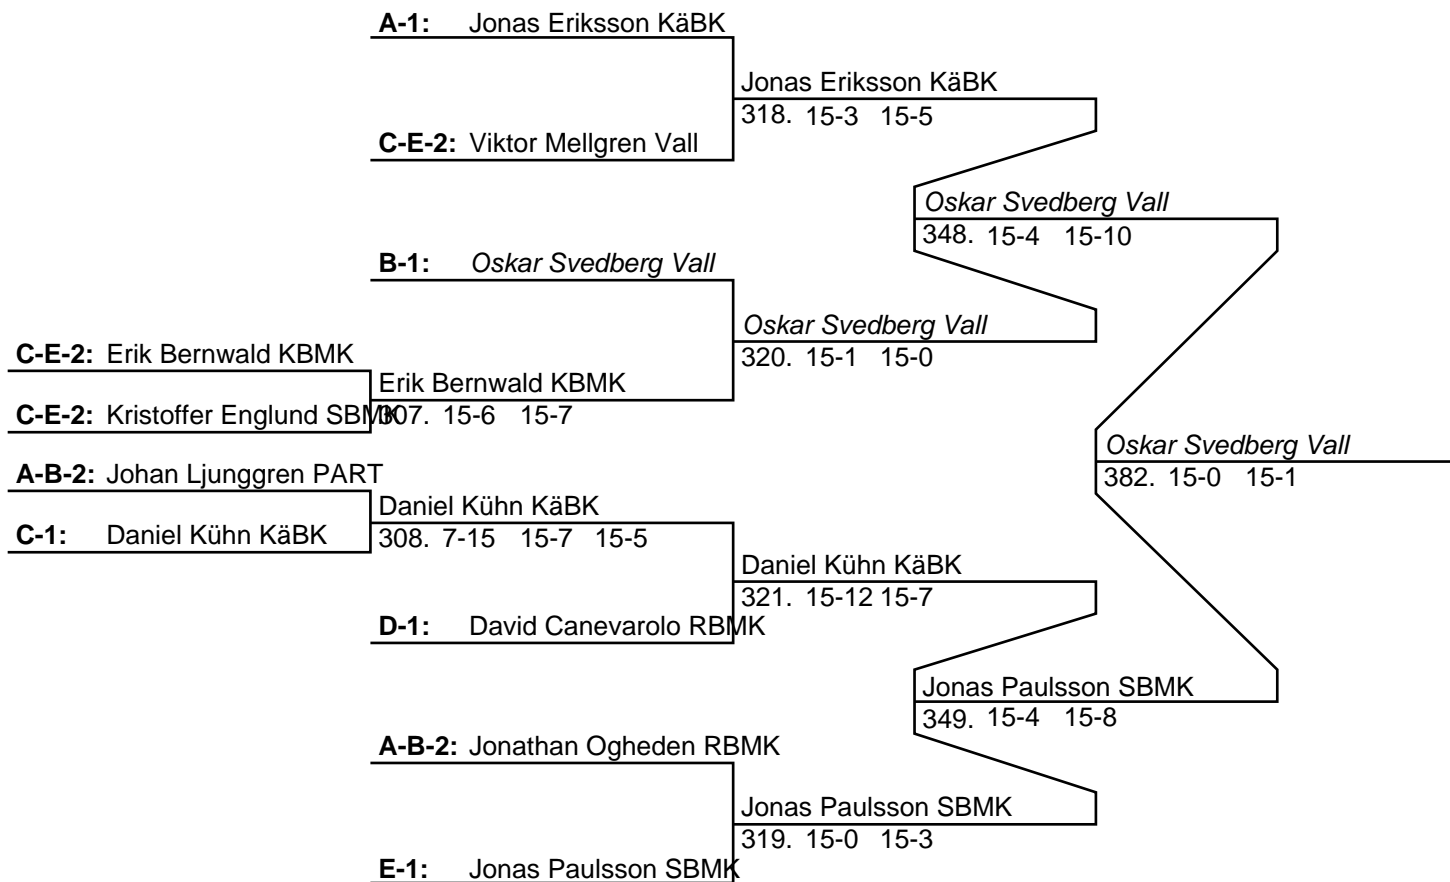 A-1: Jonas Eriksson KäBK
Jonas Eriksson KäBK
318. 15-3 15-5
C-E-2: Viktor Mellgren Vall
Oskar Svedberg Vall
348. 15-4 15-10
B-1: Oskar Svedberg Vall
Oskar Svedberg Vall
320. 15-1 15-0
C-E-2: Erik Bernwald KBMK
Erik Bernwald KBMK
C-E-2: Kristoffer Englund SBMK
307. 15-6 15-7
Oskar Svedberg Vall
382. 15-0 15-1
A-B-2: Johan Ljunggren PART
Daniel Kühn KäBK
C-1: Daniel Kühn KäBK
308. 7-15 15-7 15-5
Daniel Kühn KäBK
321. 15-12 15-7
D-1: David Canevarolo RBMK
Jonas Paulsson SBMK
349. 15-4 15-8
A-B-2: Jonathan Ogheden RBMK
Jonas Paulsson SBMK
319. 15-0 15-3
E-1: Jonas Paulsson SBMK